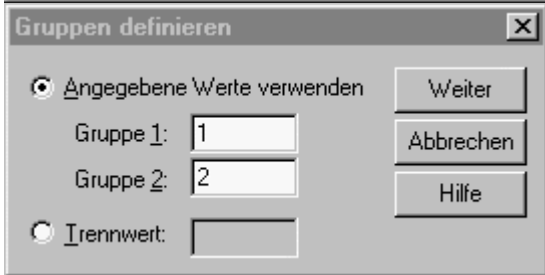 Gruppen definieren
Angegebene Werte verwenden
Gruppe 1: 1
Gruppe 2: 2
Trennwert:
Weiter
Abbrechen
Hilfe